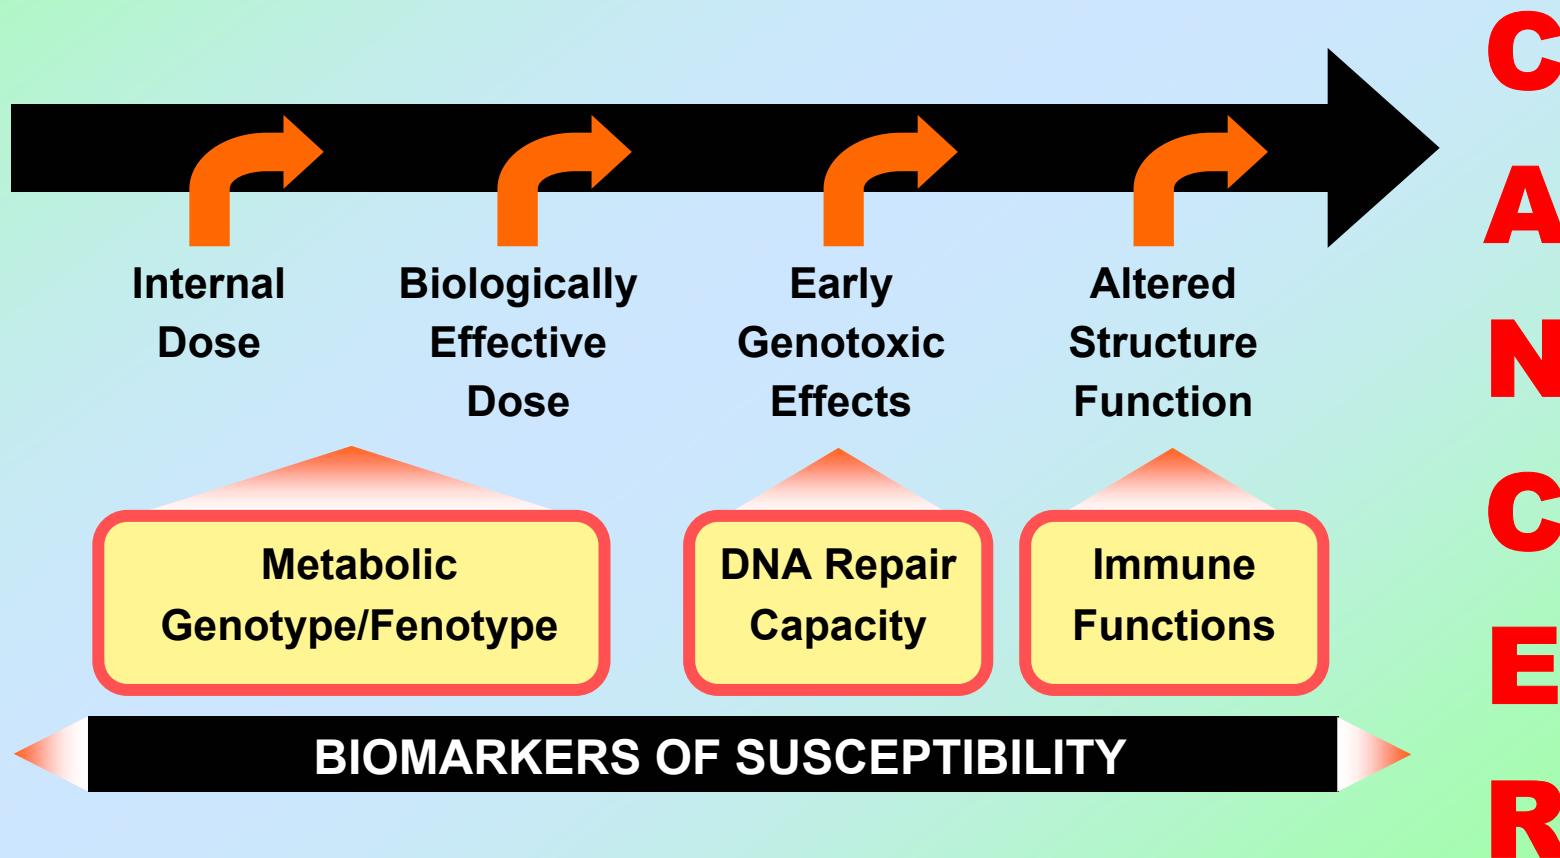 Internal
Dose
Biologically
Effective
Dose
Early
Genotoxic
Effects
Altered
Structure
Function
Metabolic
Genotype/Fenotype
DNA Repair
Capacity
Immune
Functions
BIOMARKERS OF SUSCEPTIBILITY
C
A
N
C
E
R